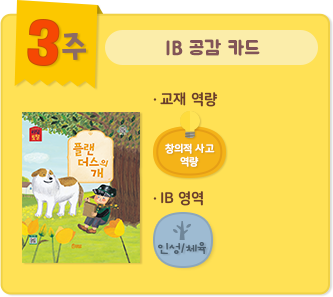 3주
IB 공감 카드
· 교재 역량
창의적 사고
역량
플랜
더스의
개
· IB 영역
인성/체육